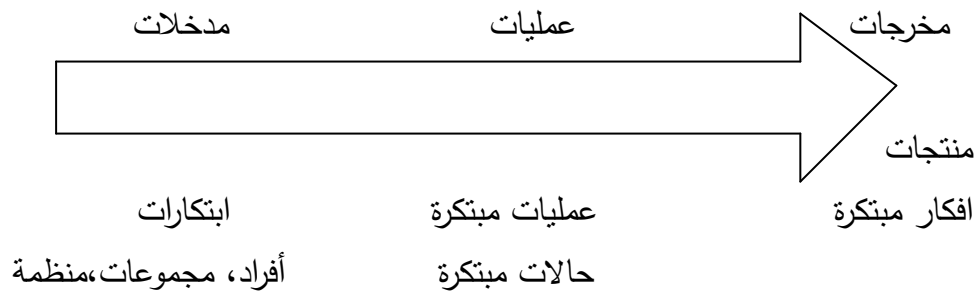 مدخلات عمليات مخرجات
منتجات
ابتكارات عمليات مبتكرة افكار مبتكرة
أفراد، مجموعات،منظمة حالات مبتكرة